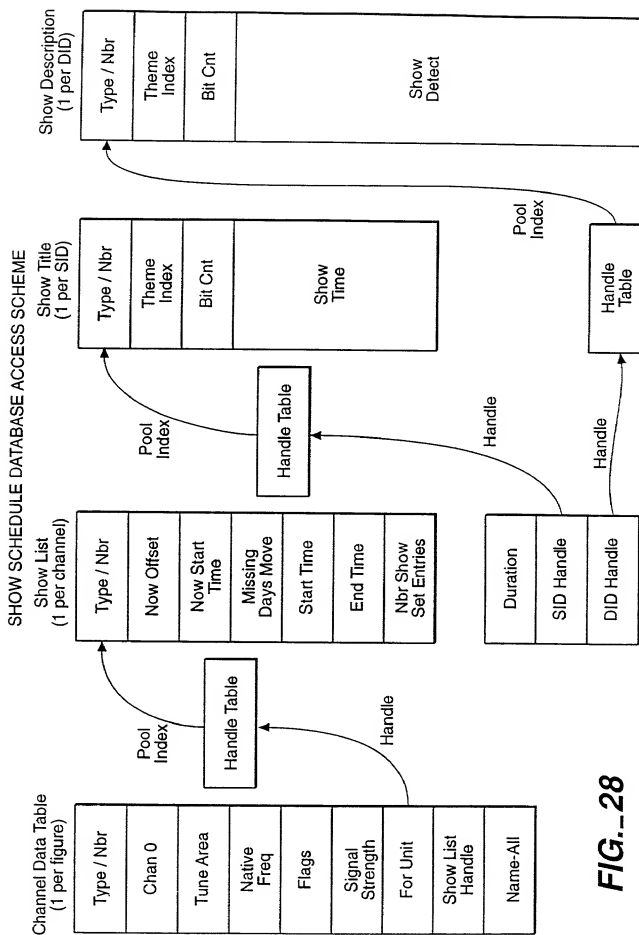 SHOW SCHEDULE DATABASE ACCESS SCHEME
Channel Data Table
(1 per figure)
Type / Nbr
Chan 0
Tune Area
Native
Freq
Flags
Signal
Strength
For Unit
Show List
Handle
Name-All
Pool
Index
Handle Table
Handle
Show List
(1 per channel)
Type / Nbr
Now Offset
Now Start
Time
Missing
Days Move
Start Time
End Time
Nbr Show
Set Entries
Duration
SID Handle
DID Handle
Pool
Index
Handle Table
Handle
Handle
Show Title
(1 per SID)
Type / Nbr
Theme
Index
Bit Cnt
Show
Time
Handle
Table
Pool
Index
Show Description
(1 per DID)
Type / Nbr
Theme
Index
Bit Cnt
Show
Detect
FIG._28